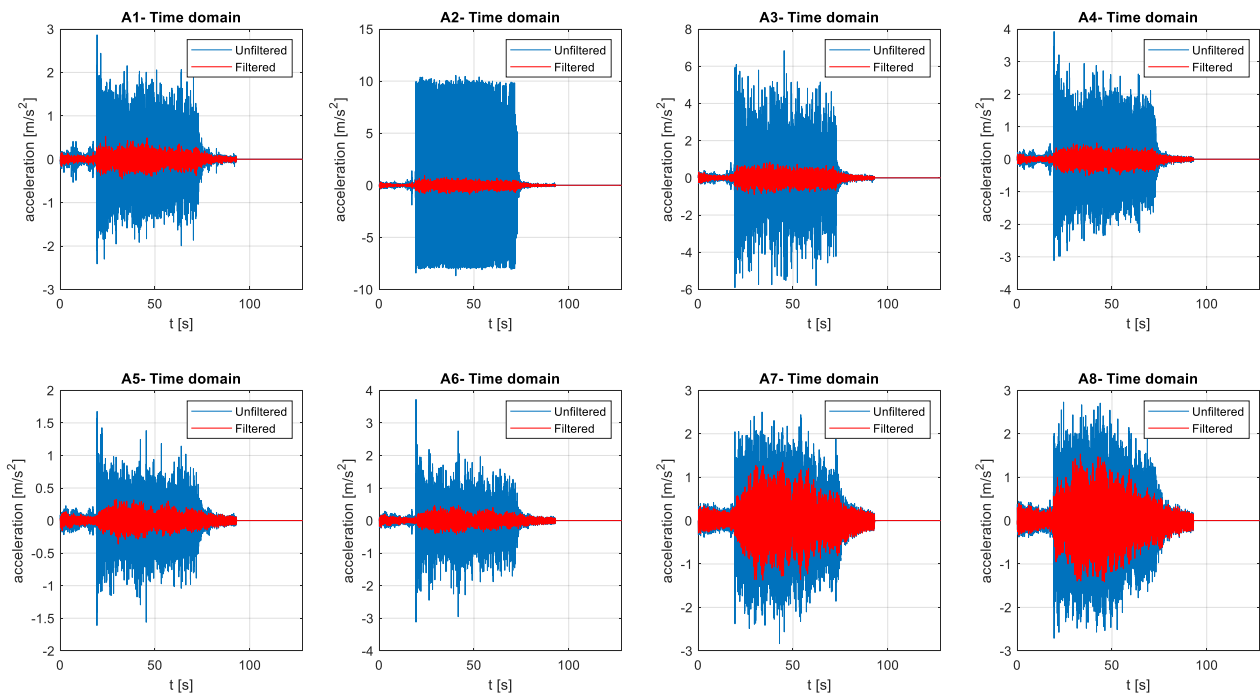 A1- Time domain
3
2
1
0
-1
-2
-3
acceleration [m/s²]
Unfiltered
Filtered
0
50
100
t [s]
A2- Time domain
15
10
5
0
-5
-10
acceleration [m/s²]
Unfiltered
Filtered
0
50
100
t [s]
A3- Time domain
8
6
4
2
0
-2
-4
-6
acceleration [m/s²]
Unfiltered
Filtered
0
50
100
t [s]
A4- Time domain
4
3
2
1
0
-1
-2
-3
-4
acceleration [m/s²]
Unfiltered
Filtered
0
50
100
t [s]
A5- Time domain
2
1.5
1
0.5
0
-0.5
-1
-1.5
-2
acceleration [m/s²]
Unfiltered
Filtered
0
50
100
t [s]
A6- Time domain
4
3
2
1
0
-1
-2
-3
-4
acceleration [m/s²]
Unfiltered
Filtered
0
50
100
t [s]
A7- Time domain
3
2
1
0
-1
-2
-3
acceleration [m/s²]
Unfiltered
Filtered
0
50
100
t [s]
A8- Time domain
3
2
1
0
-1
-2
-3
acceleration [m/s²]
Unfiltered
Filtered
0
50
100
t [s]